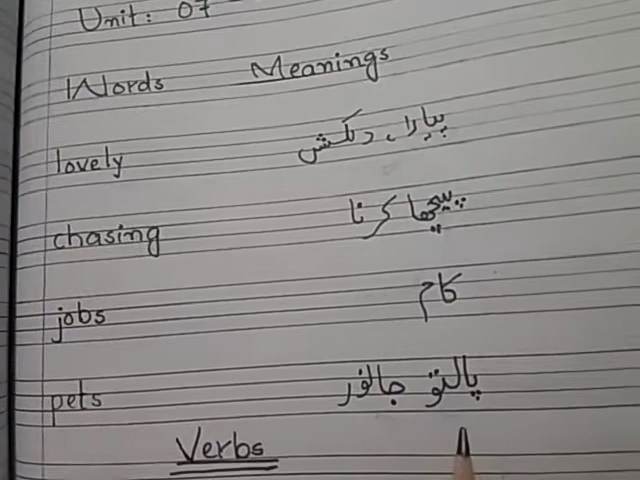 Unit: 07
Words Meanings
lovely پیارا، دلکش
chasing پیچھا کرنا
jobs کام
pets پالتو جانور
Verbs